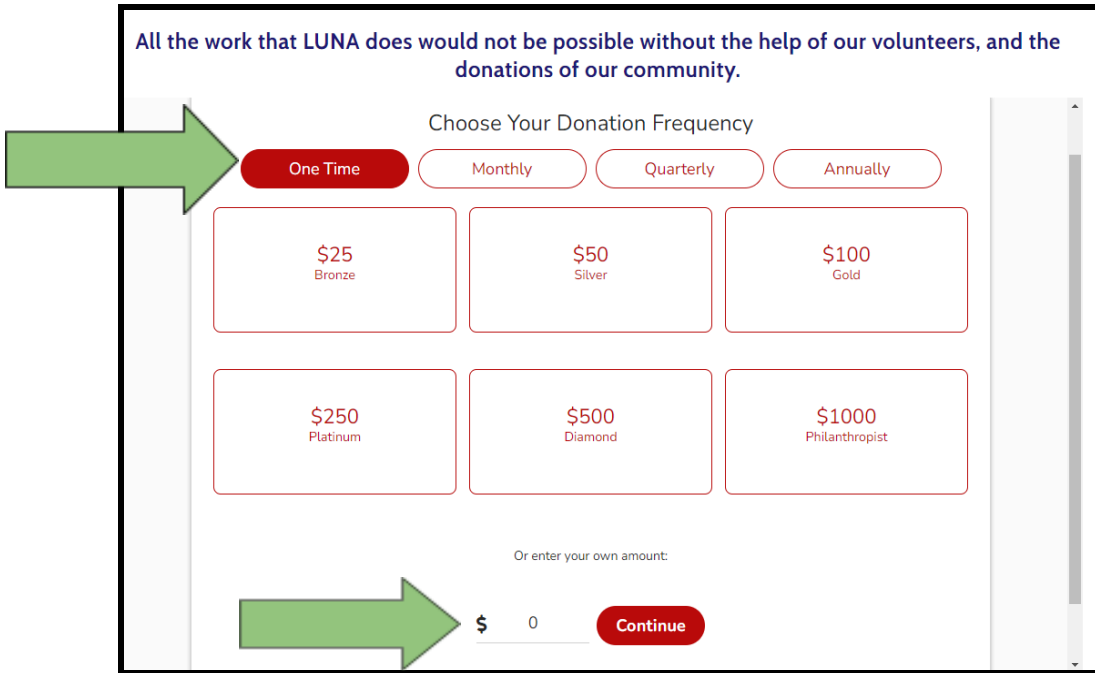 All the work that LUNA does would not be possible without the help of our volunteers, and the
donations of our community.
Choose Your Donation Frequency
One Time
Monthly
Quarterly
Annually
$25
Bronze
$50
Silver
$100
Gold
$250
Platinum
$500
Diamond
$1000
Philanthropist
Or enter your own amount:
$ 0
Continue